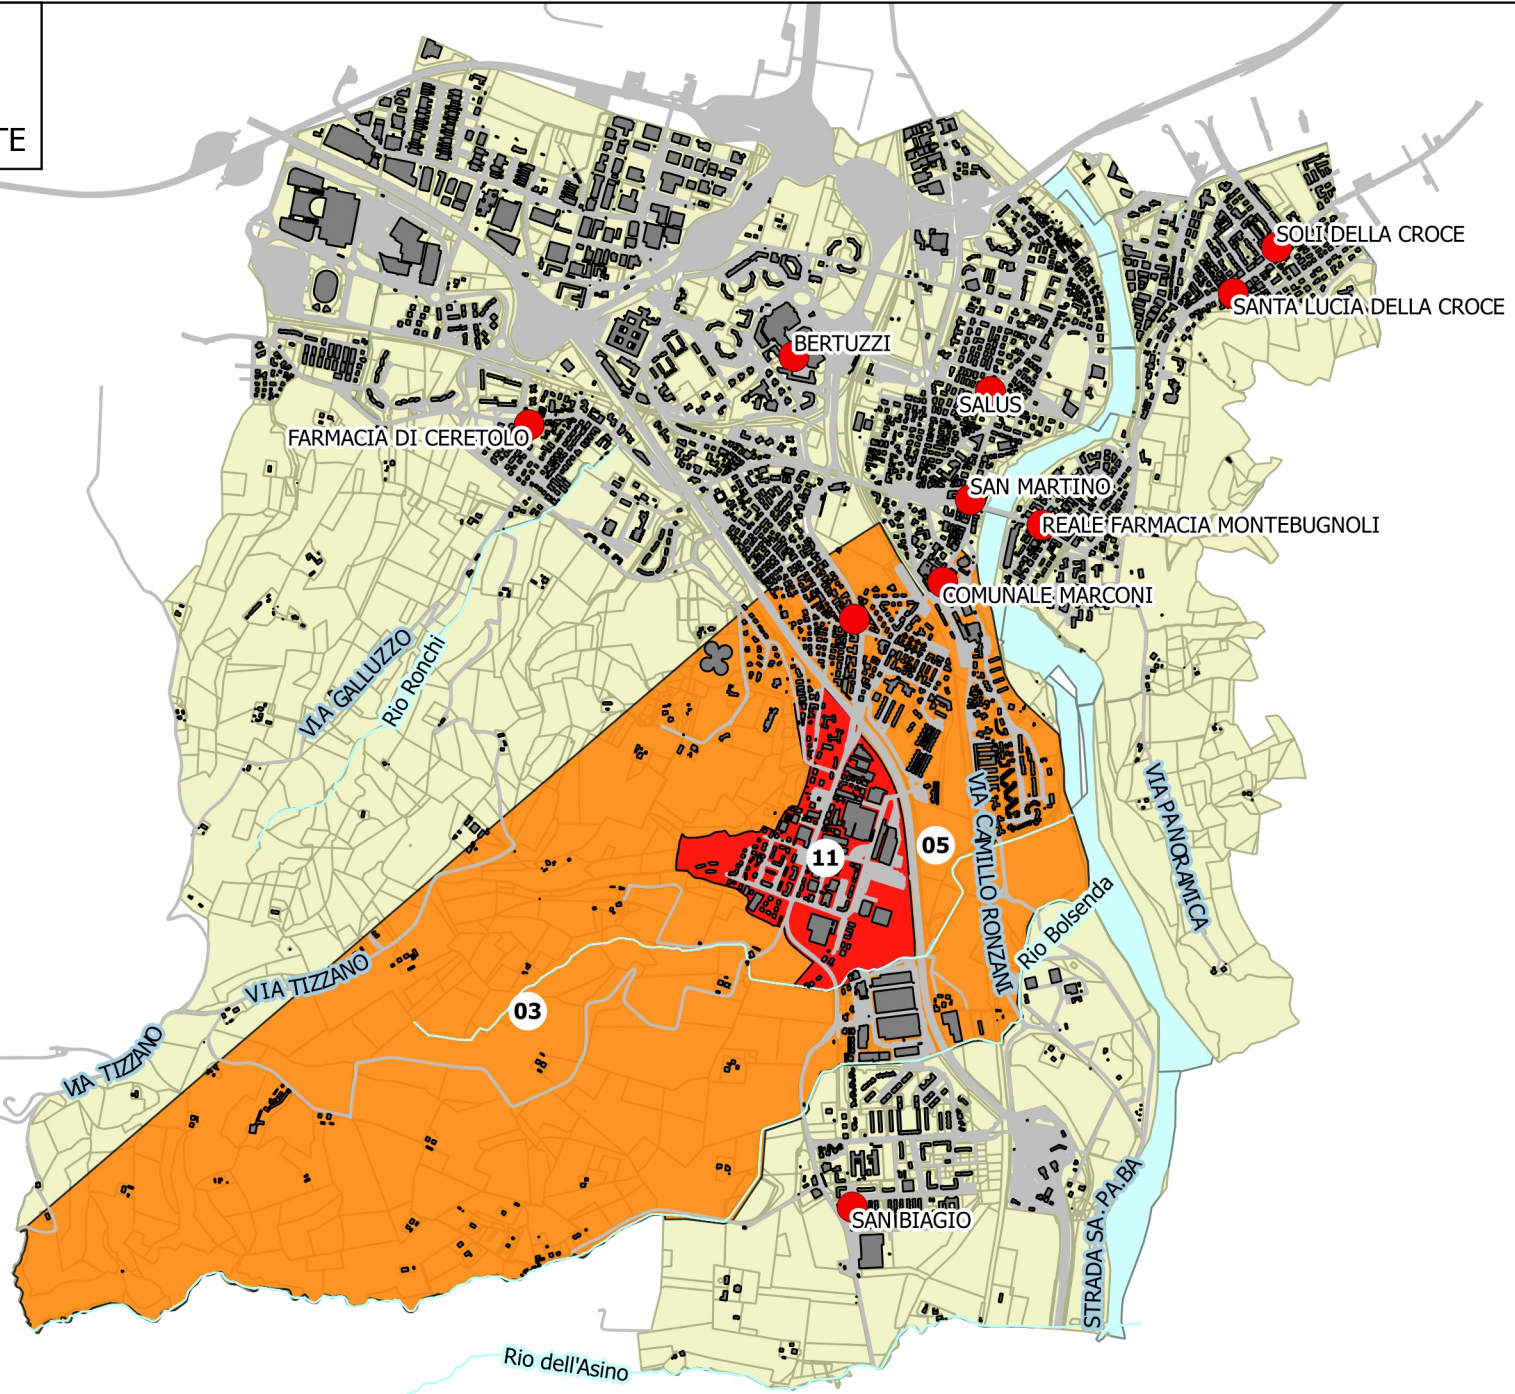 TE
SOLI DELLA CROCE
SANTA LUCIA DELLA CROCE
BERTUZZI
SALUS
FARMACIA DI CERETOLO
SAN MARTINO
REALE FARMACIA MONTEBUGNOLI
COMUNALE MARCONI
VIA GALLUZZO
Rio Ronchi
VIA PANORAMICA
VIA CAMILLO RONZANI
05
11
Rio Bolsenda
VIA TIZZANO
03
VIA TIZZANO
STRADA SA.PA.BA
SAN BIAGIO
Rio dell'Asino